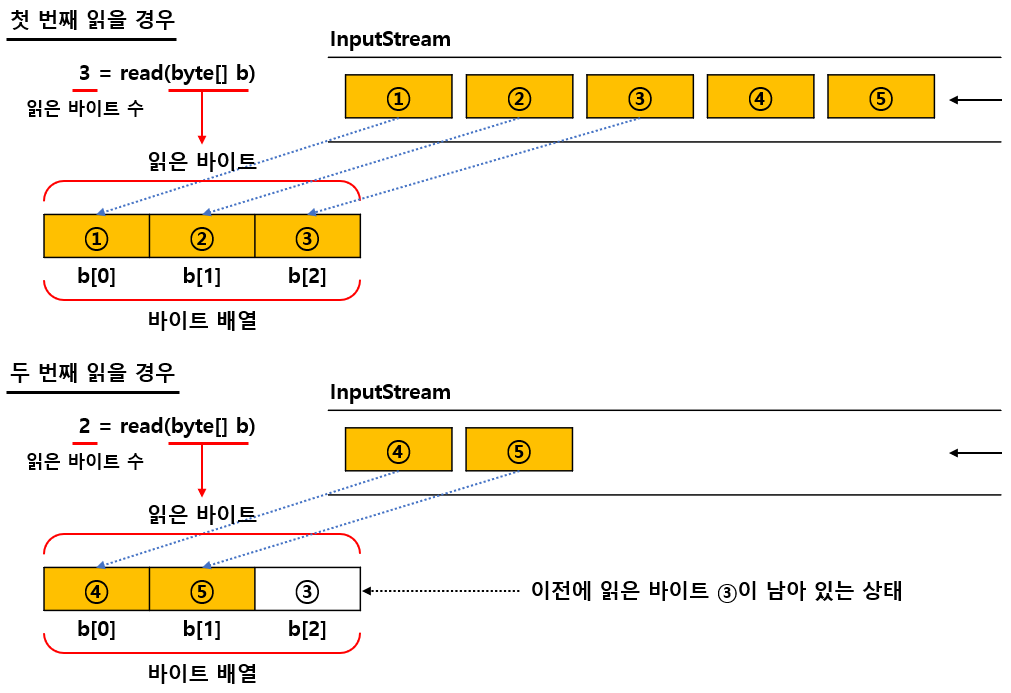 첫 번째 읽을 경우
InputStream
3 = read(byte[] b)
읽은 바이트 수
① ② ③ ④ ⑤
읽은 바이트
① ② ③
b[0] b[1] b[2]
바이트 배열
두 번째 읽을 경우
InputStream
2 = read(byte[] b)
읽은 바이트 수
④ ⑤
읽은 바이트
④ ⑤ ③
이전에 읽은 바이트 ③이 남아 있는 상태
b[0] b[1] b[2]
바이트 배열